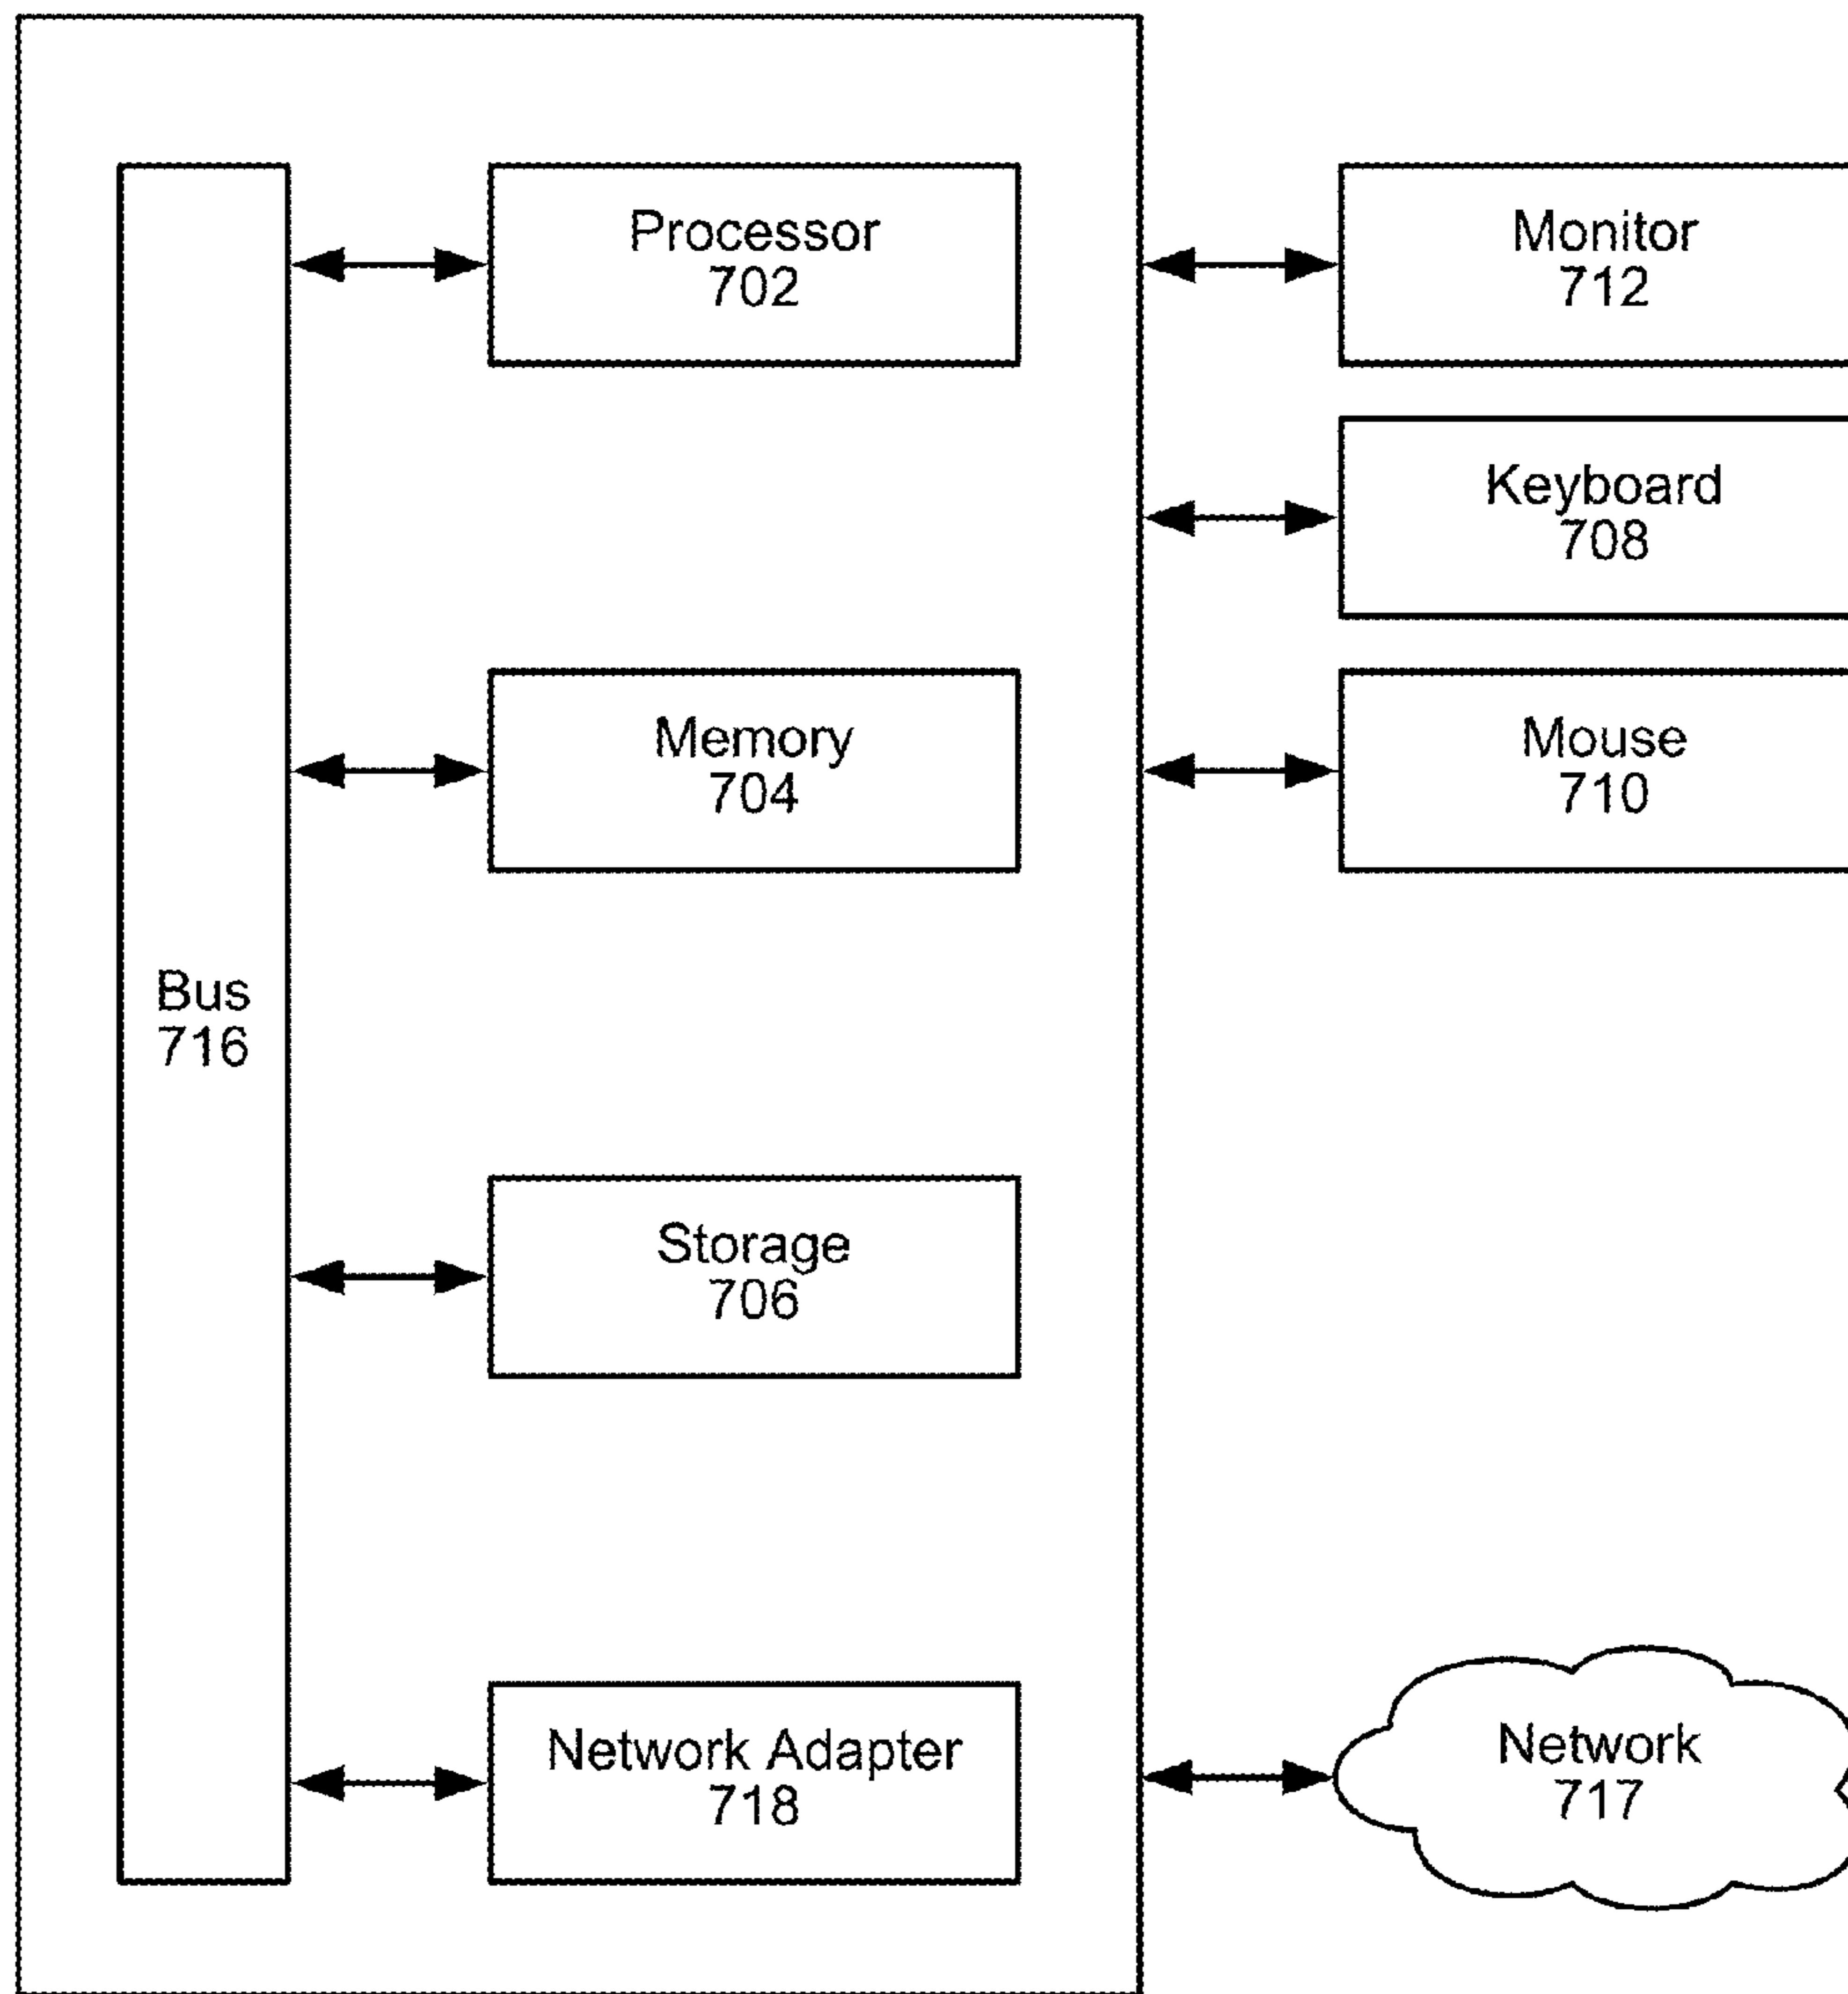 Processor
702
Monitor
712
Keyboard
708
Memory
704
Mouse
710
Bus
716
Storage
706
Network Adapter
718
Network
717